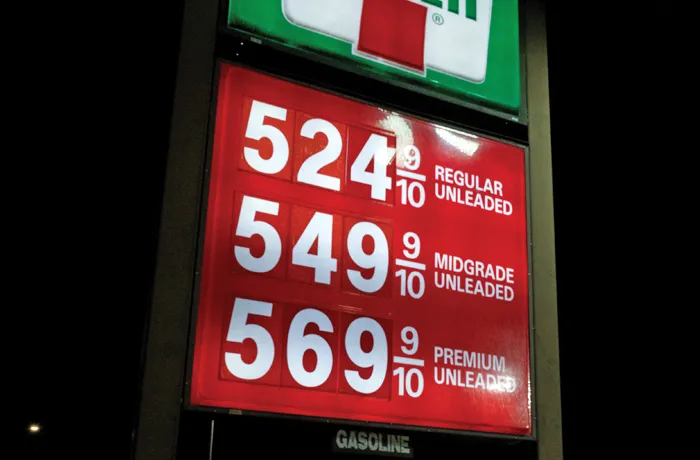 ®
524 9/10 REGULAR
UNLEADED
549 9/10 MIDGRADE
UNLEADED
569 9/10 PREMIUM
UNLEADED
GASOLINE